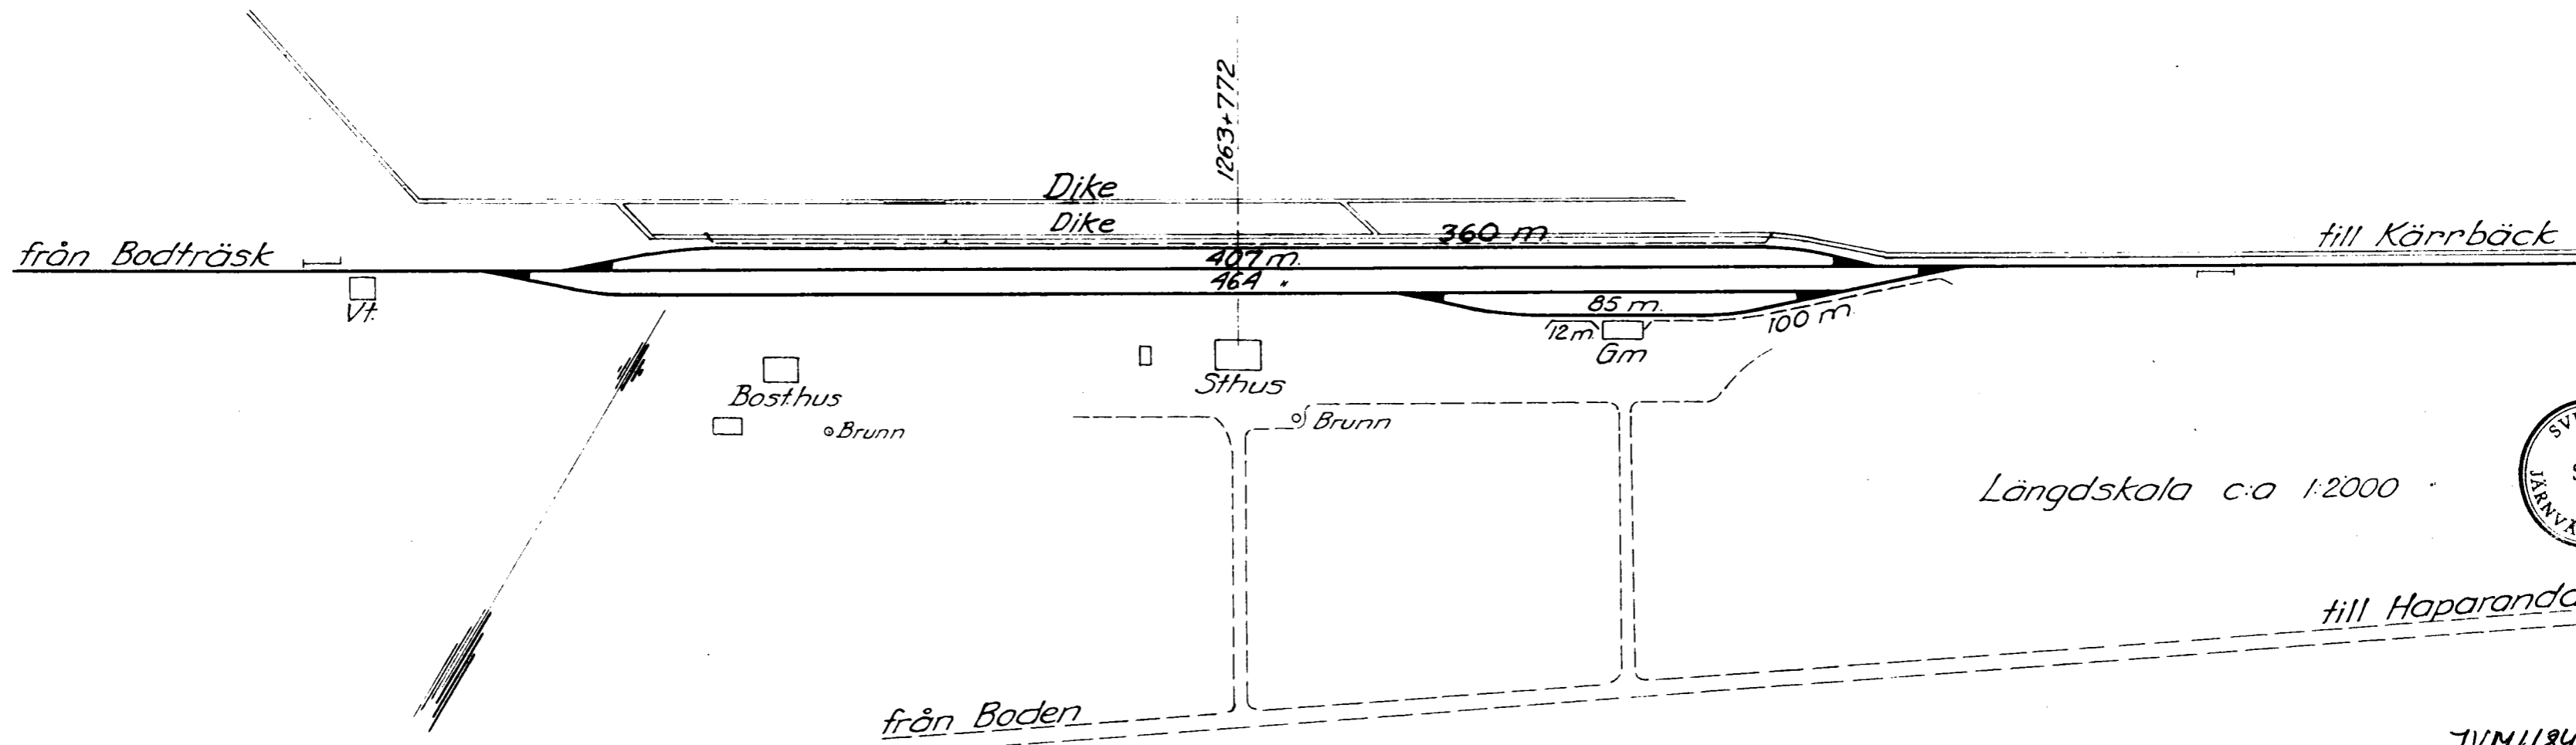 1263+772
Dike
Dike
från Bodträsk
360 m
till Kärrbäck
407 m.
464 "
Vt.
85 m.
100 m.
12 m.
Gm
Bosthus
Sthus
Brunn
Brunn
Längdskala c:a 1:2000
till Haparanda
från Boden